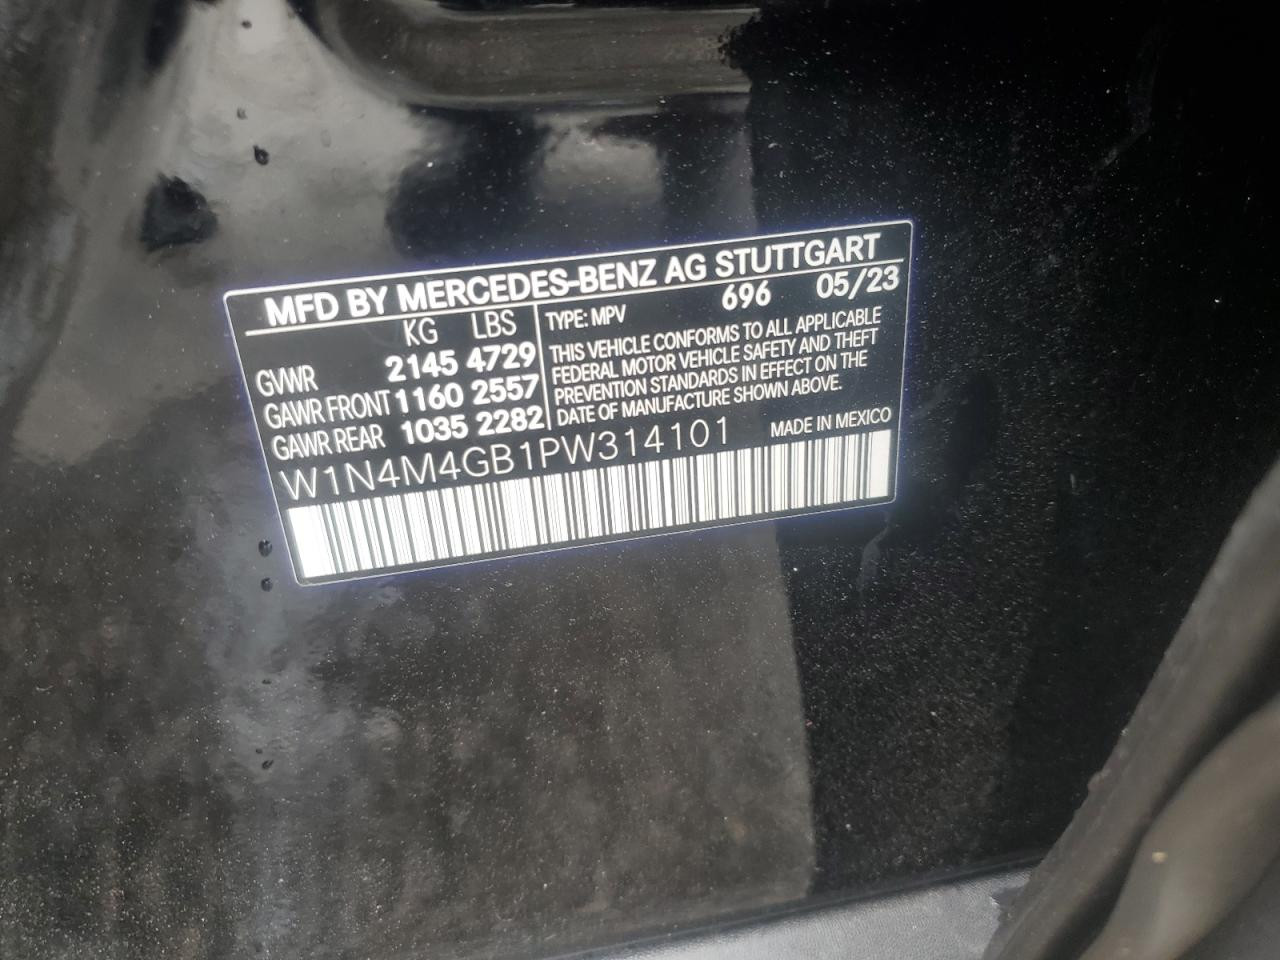 MFD BY MERCEDES-BENZ AG STUTTGART
KG LBS
GVWR 2145 4729
GAWR FRONT 1160 2557
GAWR REAR 1035 2282
TYPE: MPV 696 05/23
THIS VEHICLE CONFORMS TO ALL APPLICABLE
FEDERAL MOTOR VEHICLE SAFETY AND THEFT
PREVENTION STANDARDS IN EFFECT ON THE
DATE OF MANUFACTURE SHOWN ABOVE.
W1N4M4GB1PW314101 MADE IN MEXICO